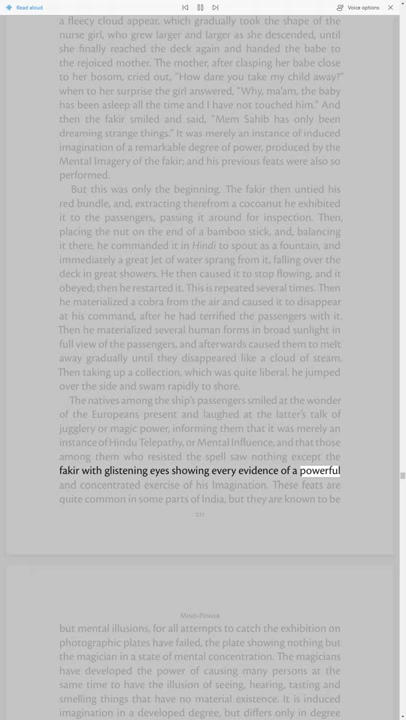 Read aloud
Voice options
a fleecy cloud appear, which gradually took the shape of the
nurse girl, who grew larger and larger as she descended, until
she finally reached the deck again and handed the babe to
the rejoiced mother. The mother, after clasping her babe close
to her bosom, cried out, "How dare you take my child away?"
when to her surprise the girl answered, "Why, ma'am, the baby
has been asleep all the time and I have not touched him." And
then the fakir smiled and said, "Mem Sahib has only been
dreaming strange things." It was merely an instance of induced
imagination of a remarkable degree of power, produced by the
Mental Imagery of the fakir; and his previous feats were also so
performed.
But this was only the beginning. The fakir then untied his
red bundle, and, extracting therefrom a cocoanut he exhibited
it to the passengers, passing it around for inspection. Then,
placing the nut on the end of a bamboo stick, and, balancing
it there, he commanded it in Hindi to spout as a fountain, and
immediately a great Jet of water sprang from it, falling over the
deck in great showers. He then caused it to stop flowing, and it
obeyed; then he restarted it. This is repeated several times. Then
he materialized a cobra from the air and caused it to disappear
at his command, after he had terrified the passengers with it.
Then he materialized several human forms in broad sunlight in
full view of the passengers, and afterwards caused them to melt
away gradually until they disappeared like a cloud of steam.
Then taking up a collection, which was quite liberal, he jumped
over the side and swam rapidly to shore.
The natives among the ship's passengers smiled at the wonder
of the Europeans present and laughed at the latter's talk of
jugglery or magic power, informing them that it was merely an
instance of Hindu Telepathy, or Mental Influence, and that those
among them who resisted the spell saw nothing except the
fakir with glistening eyes showing every evidence of a powerful
and concentrated exercise of his Imagination. These feats are
quite common in some parts of India, but they are known to be
Mind-Power
but mental illusions, for all attempts to catch the exhibition on
photographic plates have failed, the plate showing nothing but
the magician in a state of mental concentration. The magicians
have developed the power of causing many persons at the
same time to have the illusion of seeing, hearing, tasting and
smelling things that have no material existence. It is induced
imagination in a developed degree, but differs only in degree